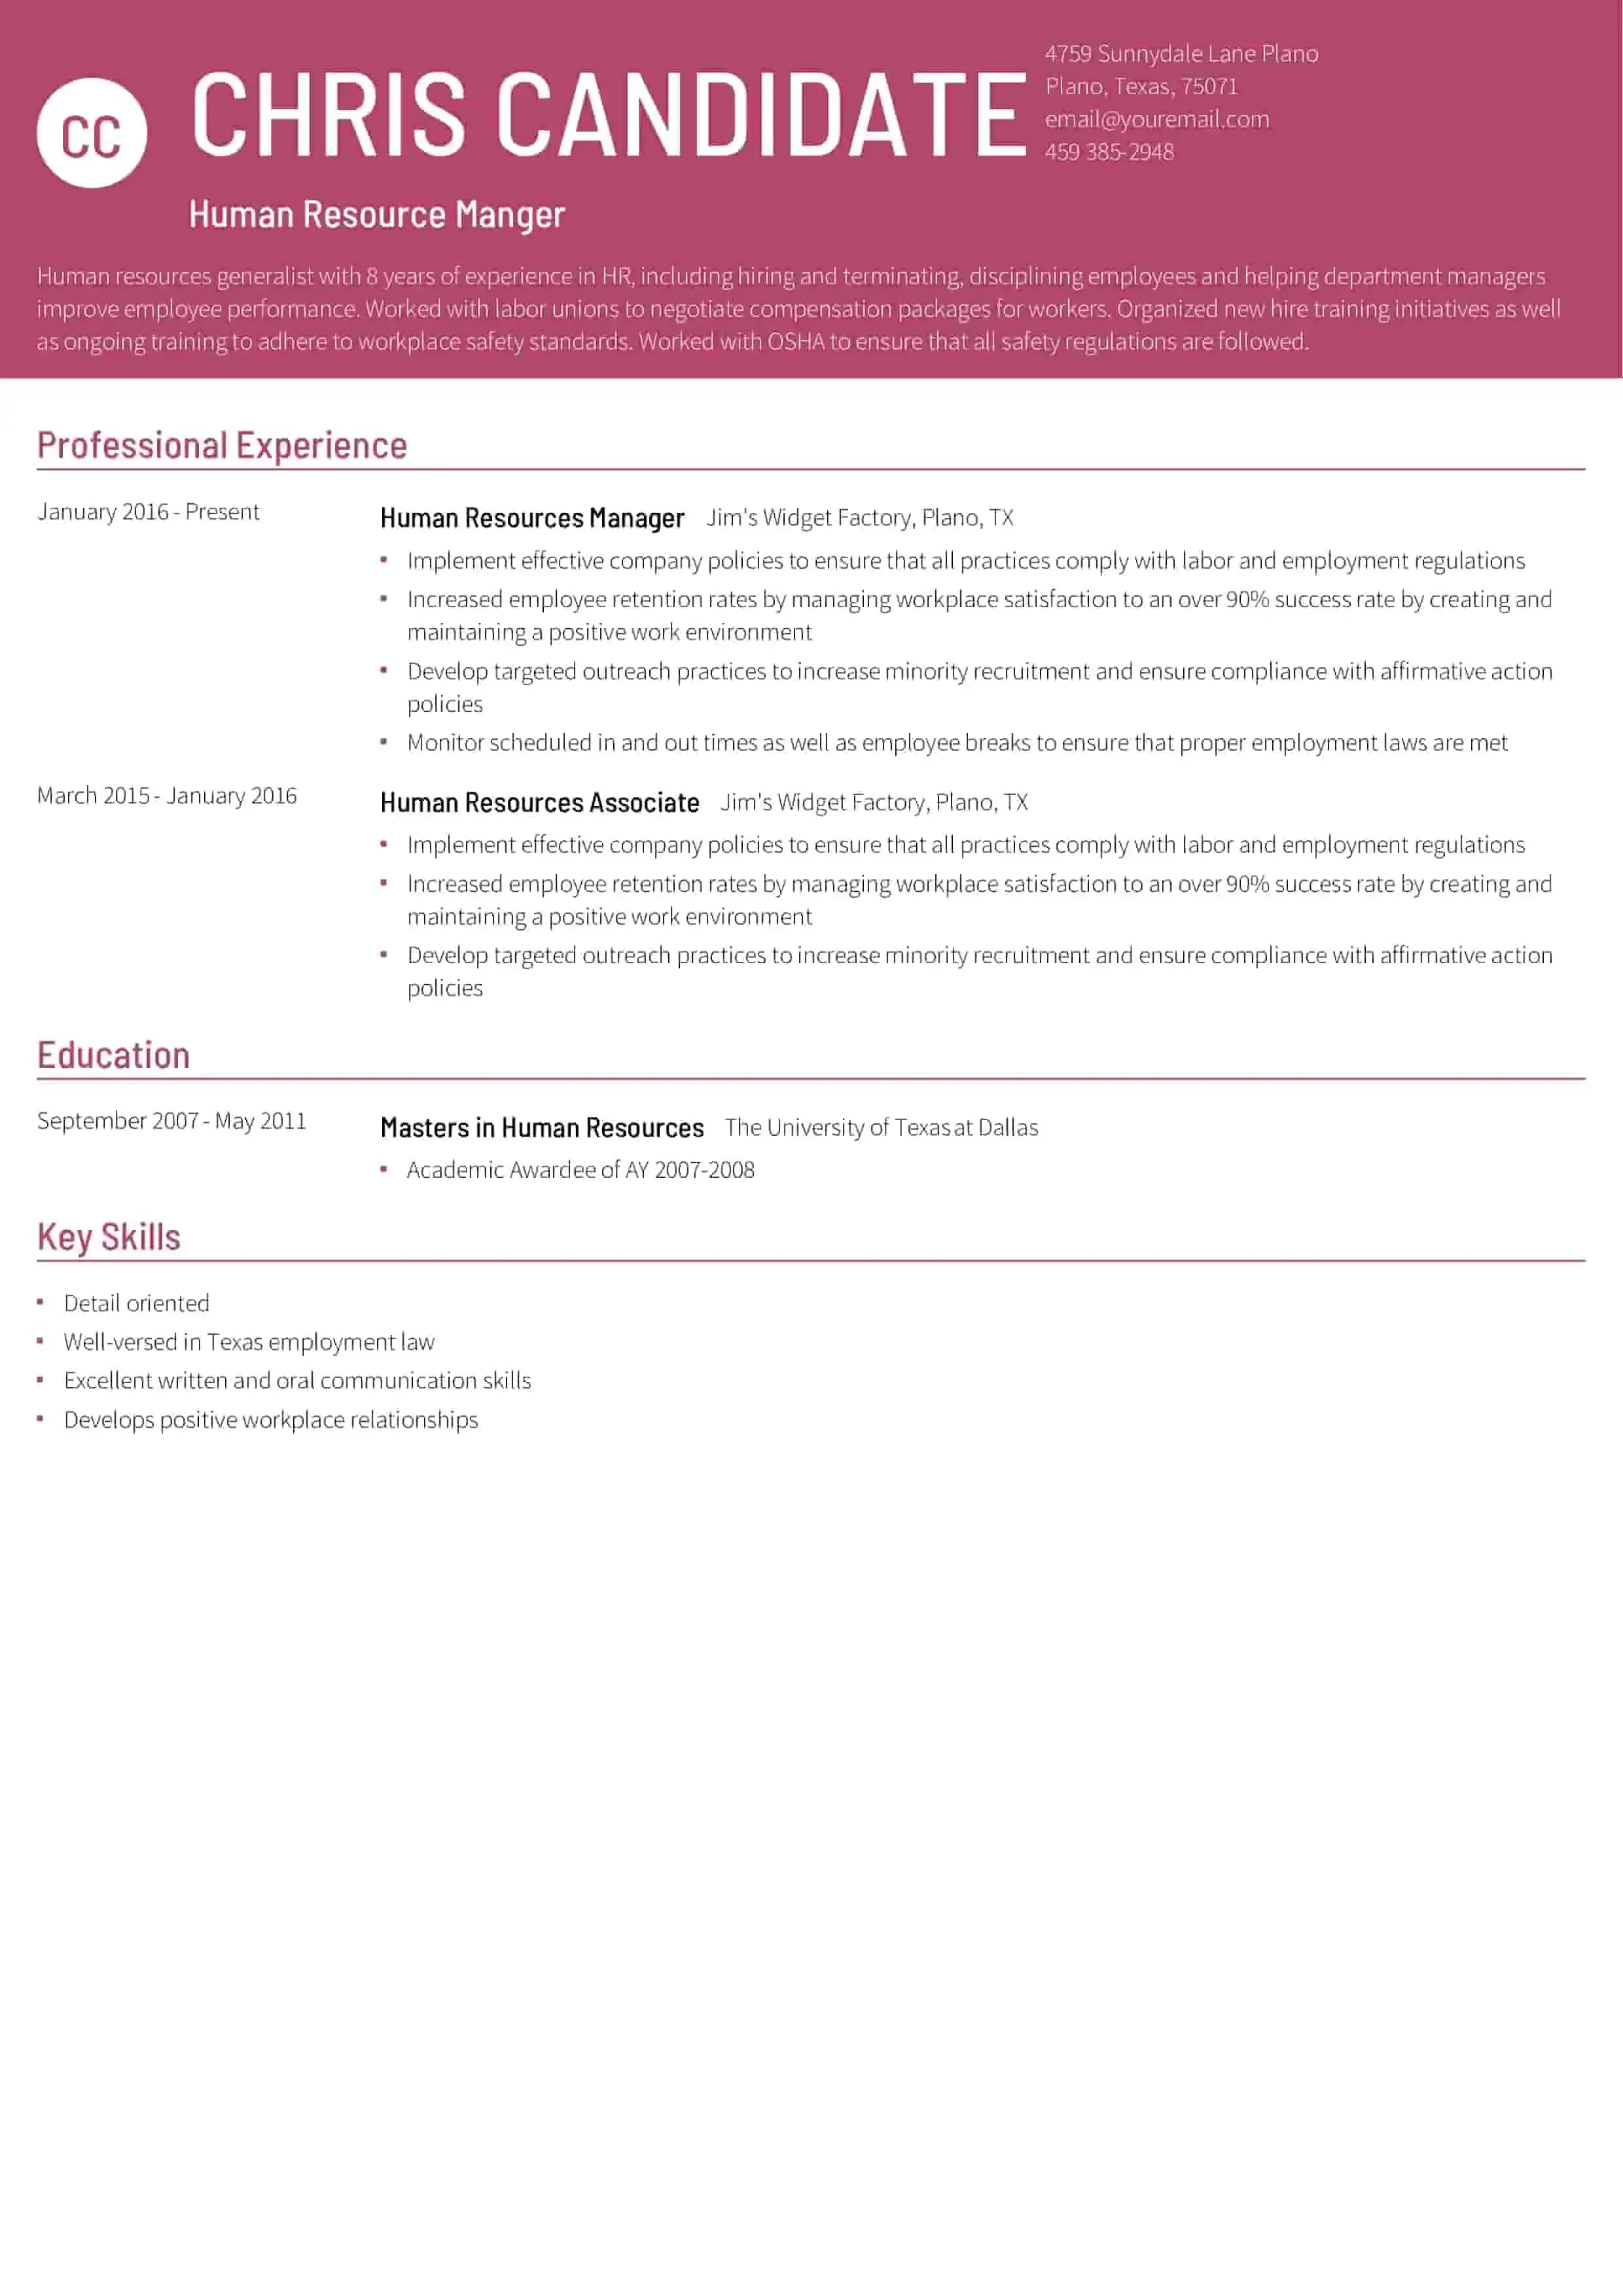 CC
CHRIS CANDIDATE
Human Resource Manger
4759 Sunnydale Lane Plano
Plano, Texas, 75071
email@youremail.com
459 385-2948
Human resources generalist with 8 years of experience in HR, including hiring and terminating, disciplining employees and helping department managers
improve employee performance. Worked with labor unions to negotiate compensation packages for workers. Organized new hire training initiatives as well
as ongoing training to adhere to workplace safety standards. Worked with OSHA to ensure that all safety regulations are followed.
Professional Experience
January 2016 - Present
Human Resources Manager Jim's Widget Factory, Plano, TX
▪ Implement effective company policies to ensure that all practices comply with labor and employment regulations
▪ Increased employee retention rates by managing workplace satisfaction to an over 90% success rate by creating and
maintaining a positive work environment
▪ Develop targeted outreach practices to increase minority recruitment and ensure compliance with affirmative action
policies
▪ Monitor scheduled in and out times as well as employee breaks to ensure that proper employment laws are met
March 2015 - January 2016
Human Resources Associate Jim's Widget Factory, Plano, TX
▪ Implement effective company policies to ensure that all practices comply with labor and employment regulations
▪ Increased employee retention rates by managing workplace satisfaction to an over 90% success rate by creating and
maintaining a positive work environment
▪ Develop targeted outreach practices to increase minority recruitment and ensure compliance with affirmative action
policies
Education
September 2007 - May 2011
Masters in Human Resources The University of Texas at Dallas
▪ Academic Awardee of AY 2007-2008
Key Skills
▪ Detail oriented
▪ Well-versed in Texas employment law
▪ Excellent written and oral communication skills
▪ Develops positive workplace relationships